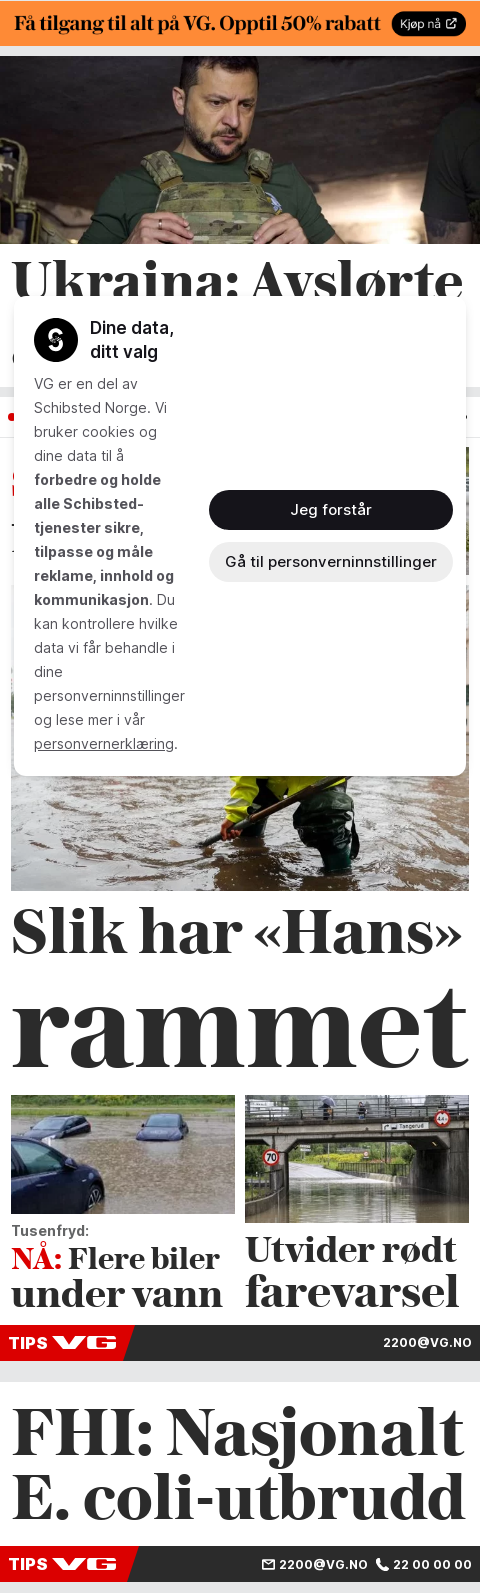 Få tilgang til alt på VG. Opptil 50% rabatt
Kjøp nå
Ukraina: Avslørte
Dine data,
ditt valg
VG er en del av
Schibsted Norge. Vi
bruker cookies og
dine data til å
forbedre og holde
alle Schibsted-
tjenester sikre,
tilpasse og måle
reklame, innhold og
kommunikasjon. Du
kan kontrollere hvilke
data vi får behandle i
dine
personverninnstillinger
og lese mer i vår
personvernerklæring.
Jeg forstår
Gå til personverninnstillinger
Slik har «Hans»
rammet
Tusenfryd:
NÅ: Flere biler
under vann
70
Tangerud
Utvider rødt
farevarsel
TIPS VG
2200@VG.NO
FHI: Nasjonalt
E. coli-utbrudd
TIPS VG
2200@VG.NO
22 00 00 00